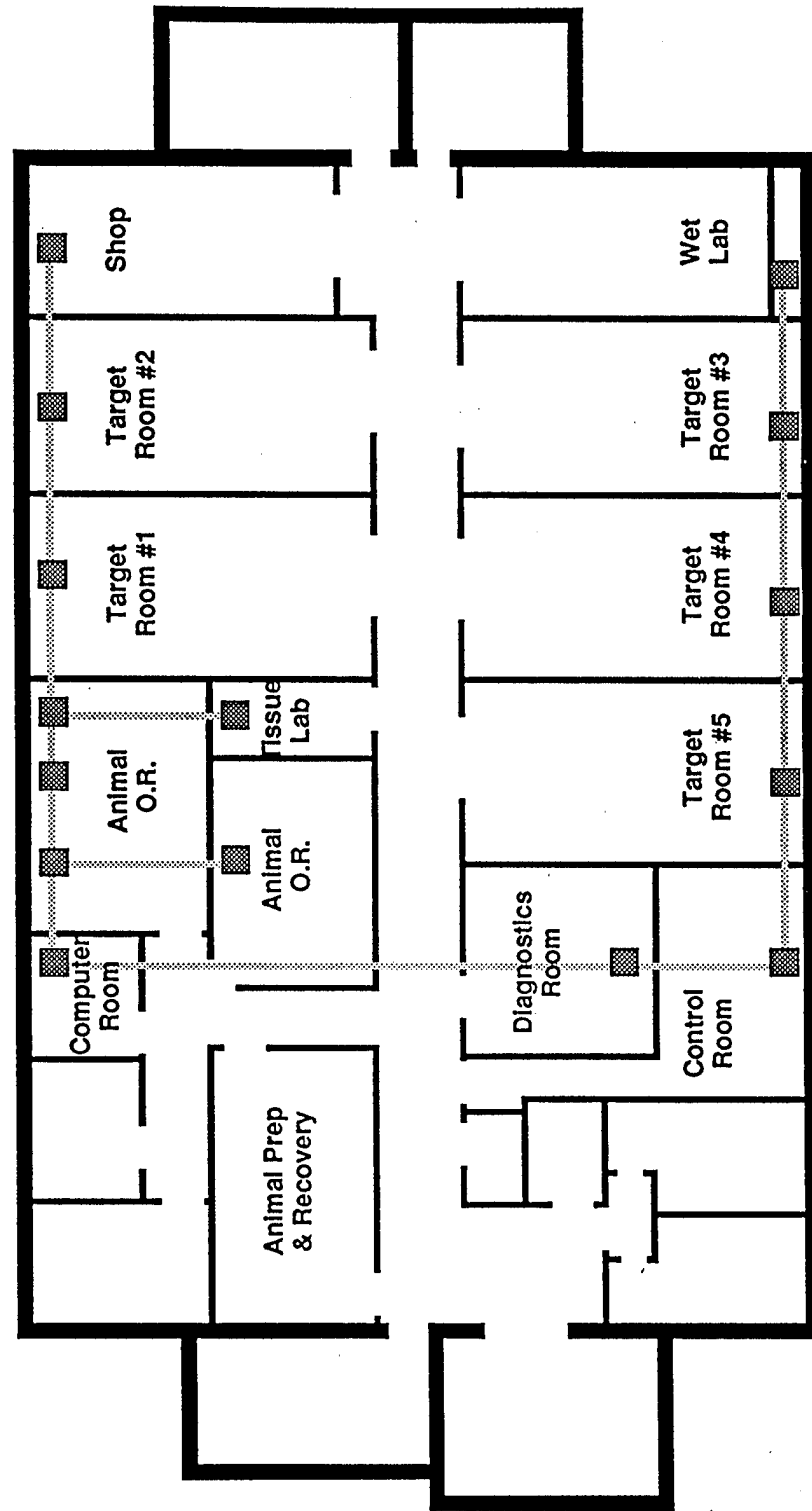 Computer
Room
Animal
O.R.
Target
Room #1
Target
Room #2
Shop
Animal Prep
& Recovery
Animal
O.R.
Tissue
Lab
Diagnostics
Room
Control
Room
Target
Room #5
Target
Room #4
Target
Room #3
Wet
Lab